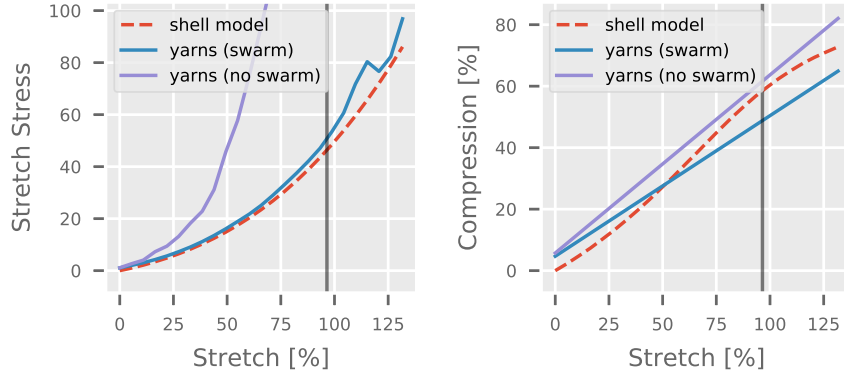 Stretch Stress
100
80
60
40
20
0
0 25 50 75 100 125
Stretch [%]
shell model
yarns (swarm)
yarns (no swarm)
Compression [%]
80
60
40
20
0
0 25 50 75 100 125
Stretch [%]
shell model
yarns (swarm)
yarns (no swarm)